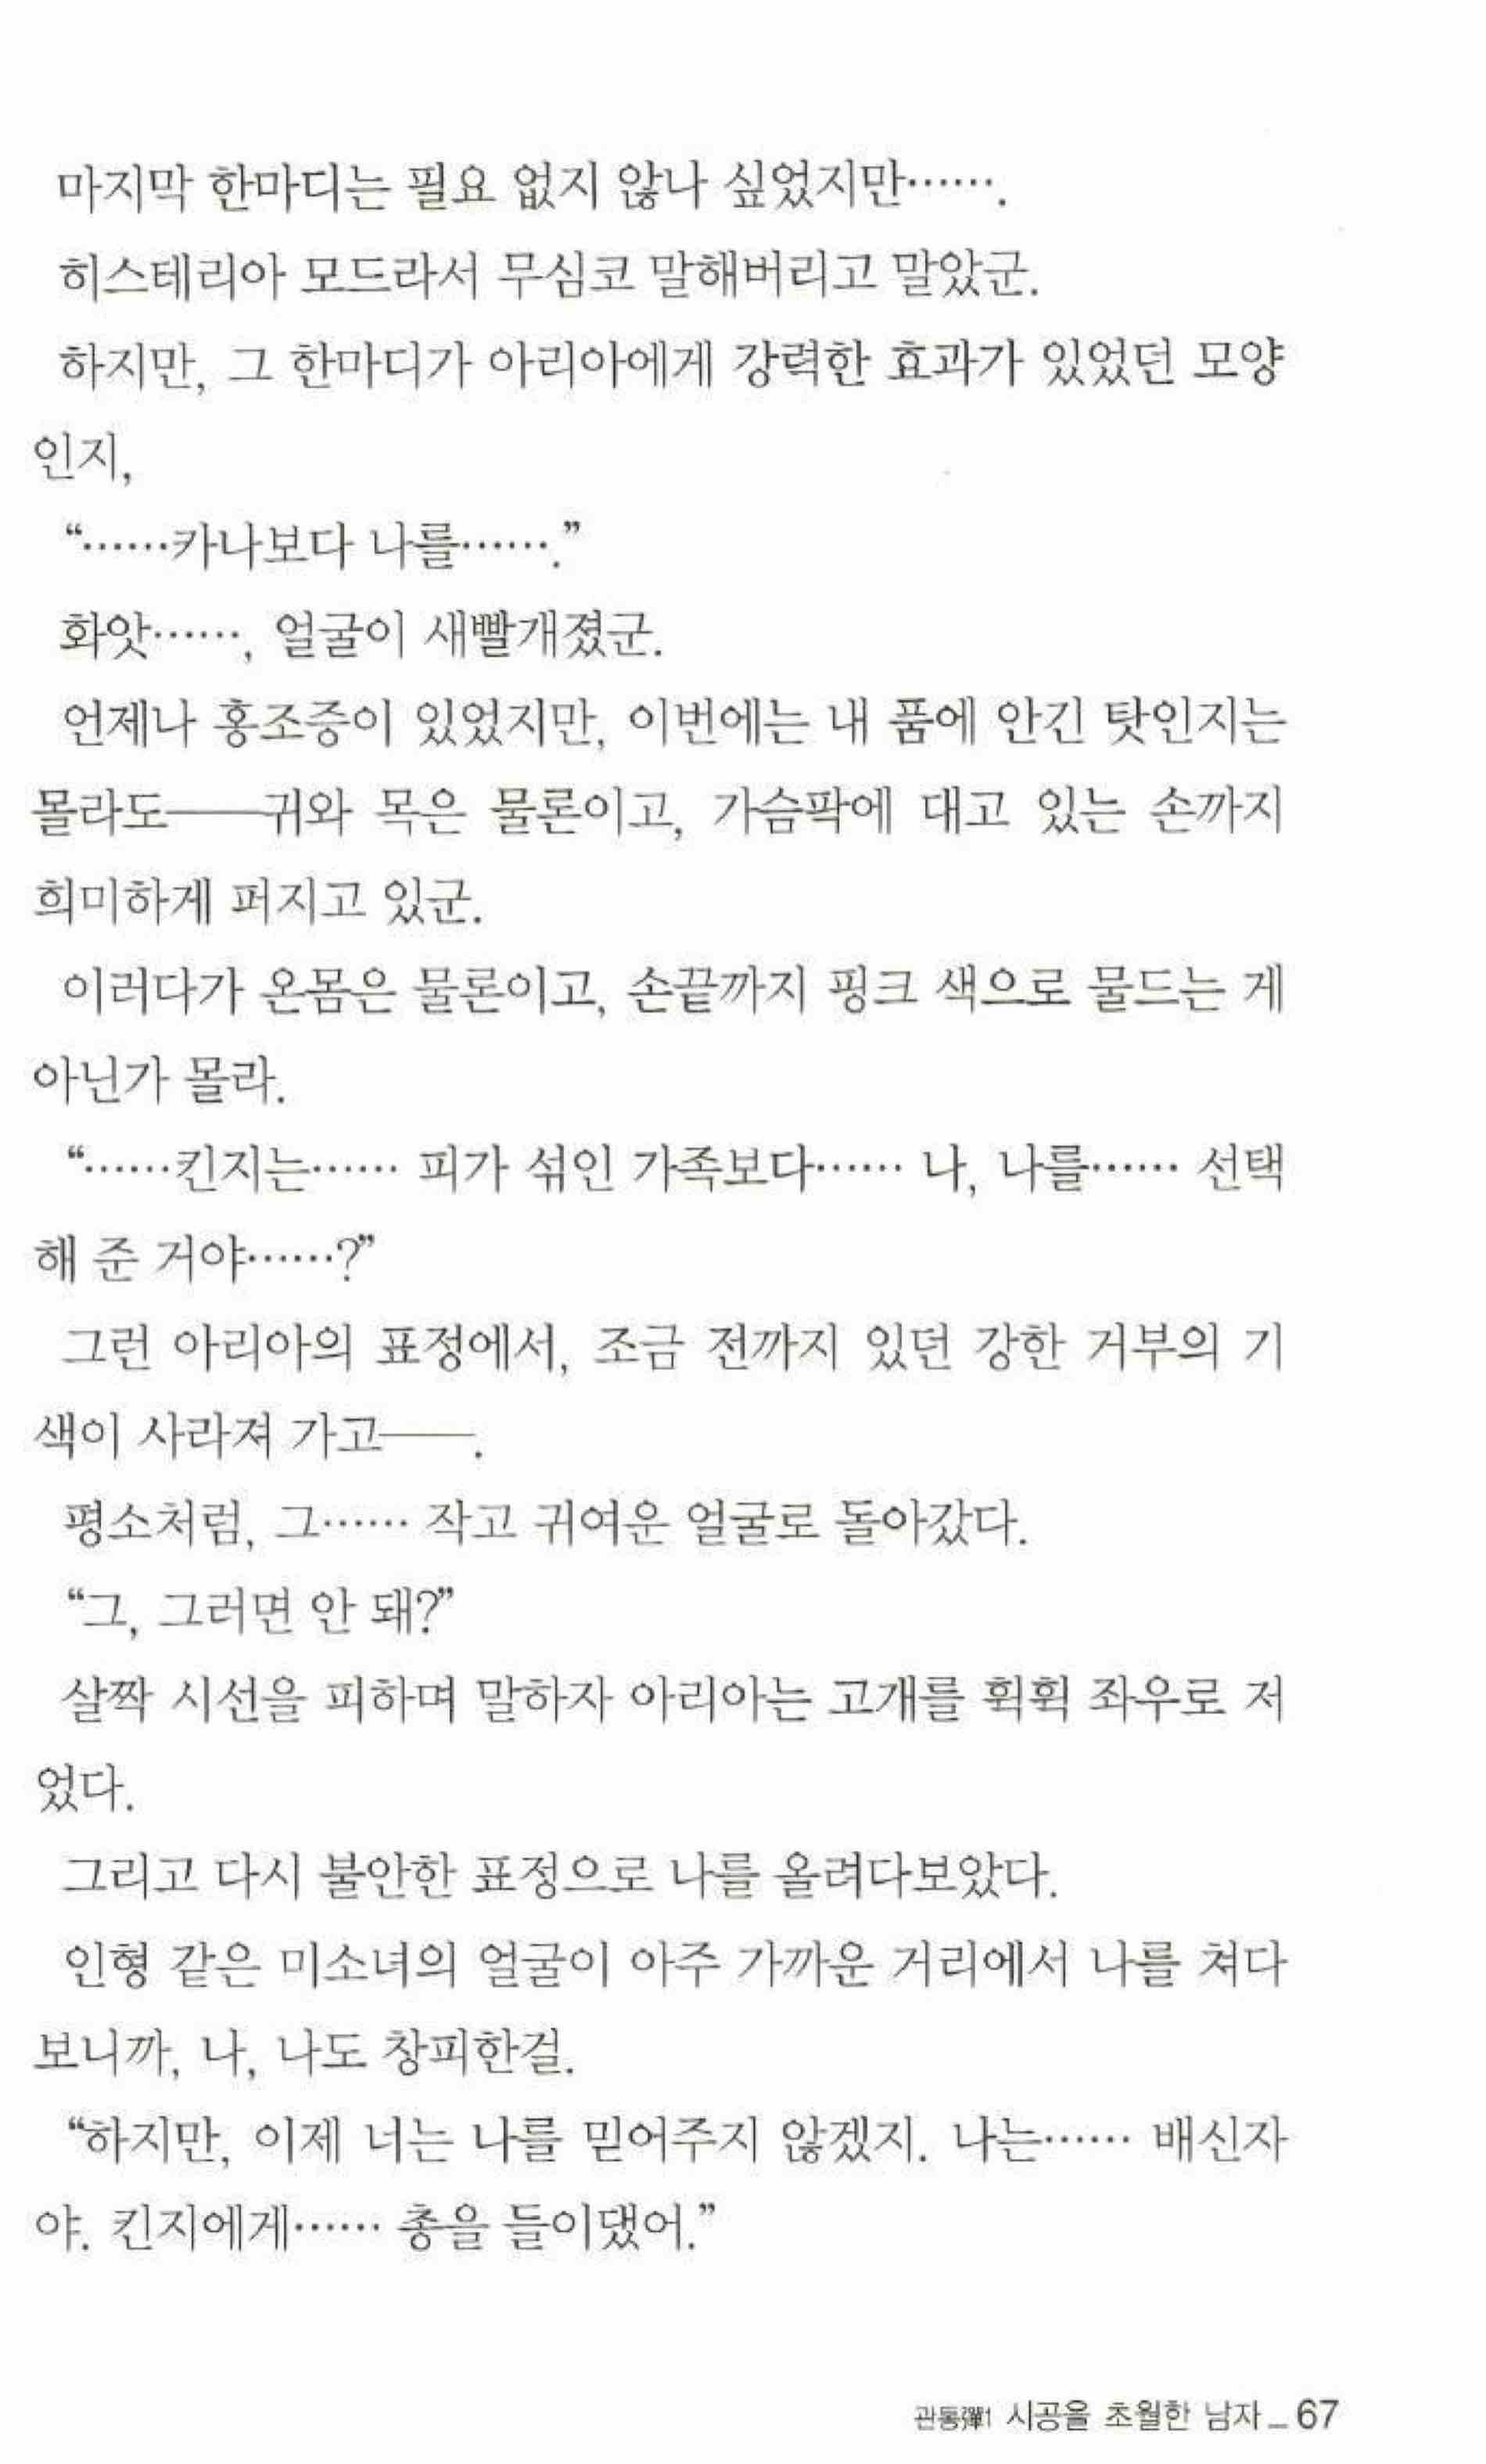 마지막 한마디는 필요 없지 않나 싶었지만…….
히스테리아 모드라서 무심코 말해버리고 말았군.
하지만, 그 한마디가 아리아에게 강력한 효과가 있었던 모양
인지,
“……카나보다 나를…….”
화앗……, 얼굴이 새빨개졌군.
언제나 홍조증이 있었지만, 이번에는 내 품에 안긴 탓인지는
몰라도──귀와 목은 물론이고, 가슴팍에 대고 있는 손까지
희미하게 퍼지고 있군.
이러다가 온몸은 물론이고, 손끝까지 핑크 색으로 물드는 게
아닌가 몰라.
“……킨지는…… 피가 섞인 가족보다…… 나, 나를…… 선택
해 준 거야……?”
그런 아리아의 표정에서, 조금 전까지 있던 강한 거부의 기
색이 사라져 가고──.
평소처럼, 그…… 작고 귀여운 얼굴로 돌아갔다.
“그, 그러면 안 돼?”
살짝 시선을 피하며 말하자 아리아는 고개를 휙휙 좌우로 저
었다.
그리고 다시 불안한 표정으로 나를 올려다보았다.
인형 같은 미소녀의 얼굴이 아주 가까운 거리에서 나를 쳐다
보니까, 나, 나도 창피한걸.
“하지만, 이제 너는 나를 믿어주지 않겠지. 나는…… 배신자
야. 킨지에게…… 총을 들이댔어.”
관통彈1 시공을 초월한 남자_67